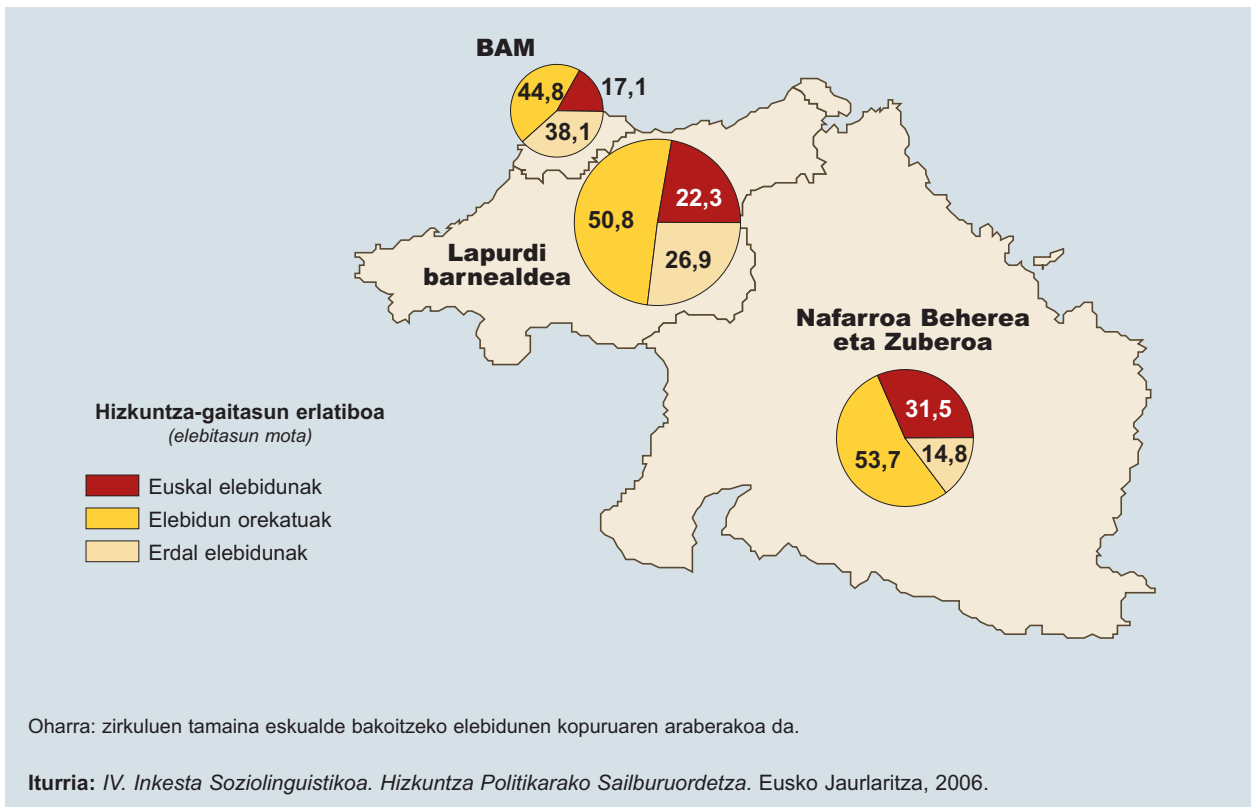 BAM
44,8
17,1
38,1
50,8
22,3
26,9
Lapurdi
barnealdea
Nafarroa Beherea
eta Zuberoa
31,5
53,7
14,8
Hizkuntza-gaitasun erlatiboa
(elebitasun mota)
Euskal elebidunak
Elebidun orekatuak
Erdal elebidunak
Oharra: zirkuluen tamaina eskualde bakoitzeko elebidunen kopuruaren araberakoa da.
Iturria: IV. Inkesta Soziolinguistikoa. Hizkuntza Politikarako Sailburuordetza. Eusko Jaurlaritza, 2006.